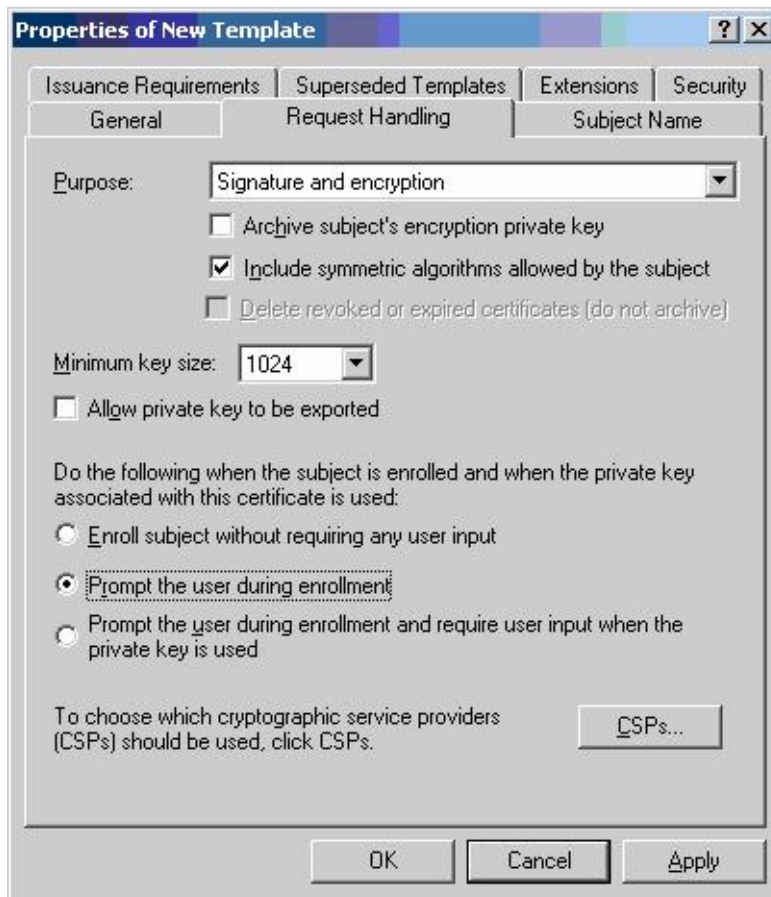 Properties of New Template
Issuance Requirements Superseded Templates Extensions Security
General Request Handling Subject Name
Purpose: Signature and encryption
Archive subject's encryption private key
Include symmetric algorithms allowed by the subject
Delete revoked or expired certificates (do not archive)
Minimum key size: 1024
Allow private key to be exported
Do the following when the subject is enrolled and when the private key
associated with this certificate is used:
Enroll subject without requiring any user input
Prompt the user during enrollment
Prompt the user during enrollment and require user input when the
private key is used
To choose which cryptographic service providers
(CSPs) should be used, click CSPs.
CSPs...
OK Cancel Apply